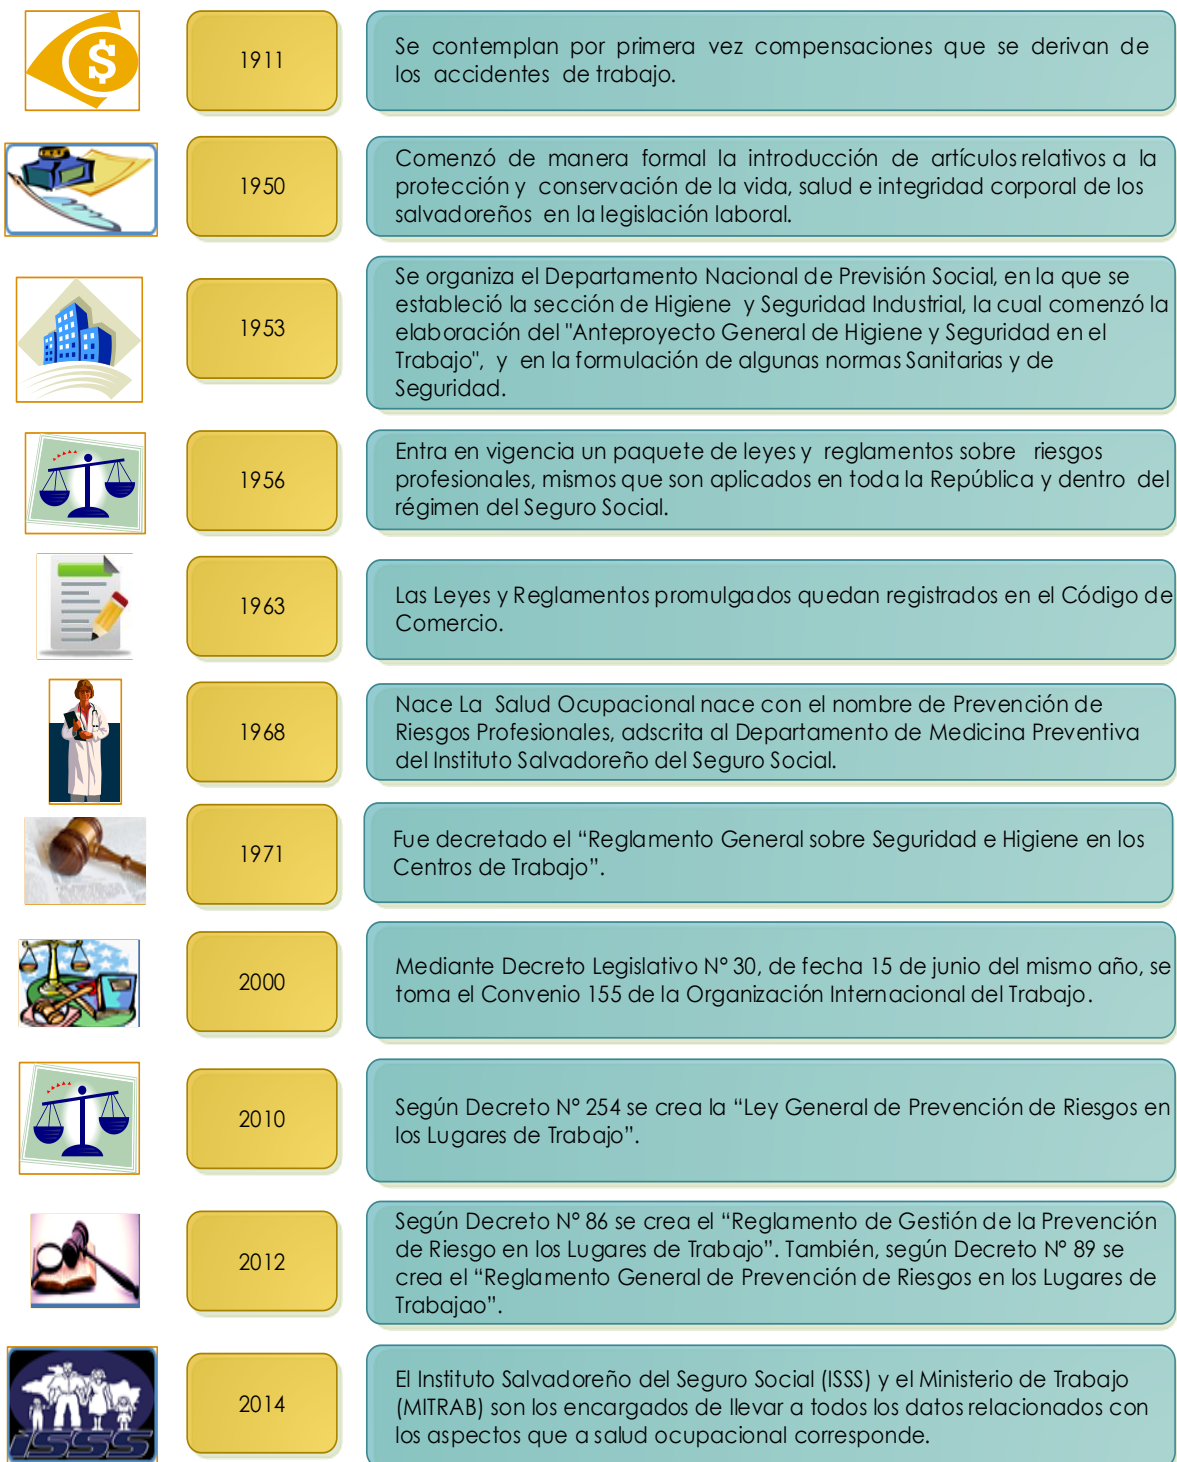 1911
Se contemplan por primera vez compensaciones que se derivan de
los accidentes de trabajo.
1950
Comenzó de manera formal la introducción de artículos relativos a la
protección y conservación de la vida, salud e integridad corporal de los
salvadoreños en la legislación laboral.
1953
Se organiza el Departamento Nacional de Previsión Social, en la que se
estableció la sección de Higiene y Seguridad Industrial, la cual comenzó la
elaboración del "Anteproyecto General de Higiene y Seguridad en el
Trabajo", y en la formulación de algunas normas Sanitarias y de
Seguridad.
1956
Entra en vigencia un paquete de leyes y reglamentos sobre riesgos
profesionales, mismos que son aplicados en toda la República y dentro del
régimen del Seguro Social.
1963
Las Leyes y Reglamentos promulgados quedan registrados en el Código de
Comercio.
1968
Nace La Salud Ocupacional nace con el nombre de Prevención de
Riesgos Profesionales, adscrita al Departamento de Medicina Preventiva
del Instituto Salvadoreño del Seguro Social.
1971
Fue decretado el “Reglamento General sobre Seguridad e Higiene en los
Centros de Trabajo”.
2000
Mediante Decreto Legislativo Nº 30, de fecha 15 de junio del mismo año, se
toma el Convenio 155 de la Organización Internacional del Trabajo.
2010
Según Decreto Nº 254 se crea la “Ley General de Prevención de Riesgos en
los Lugares de Trabajo”.
2012
Según Decreto Nº 86 se crea el “Reglamento de Gestión de la Prevención
de Riesgo en los Lugares de Trabajo”. También, según Decreto Nº 89 se
crea el “Reglamento General de Prevención de Riesgos en los Lugares de
Trabajao”.
isss
2014
El Instituto Salvadoreño del Seguro Social (ISSS) y el Ministerio de Trabajo
(MITRAB) son los encargados de llevar a todos los datos relacionados con
los aspectos que a salud ocupacional corresponde.